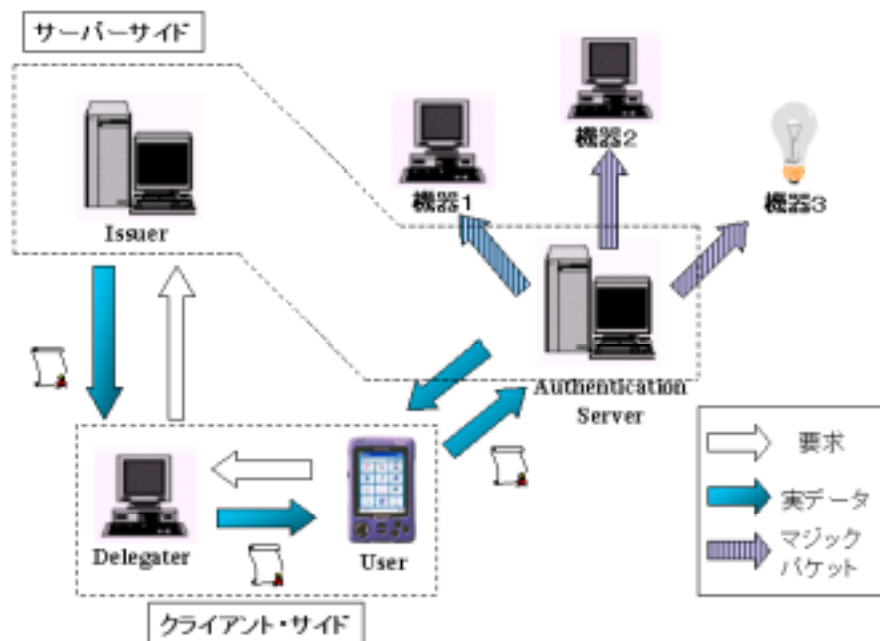 サーバーサイド
Issuer
機器1
機器2
機器3
Authentication
Server
Delegater
User
クライアント・サイド
要求
実データ
マジック
パケット